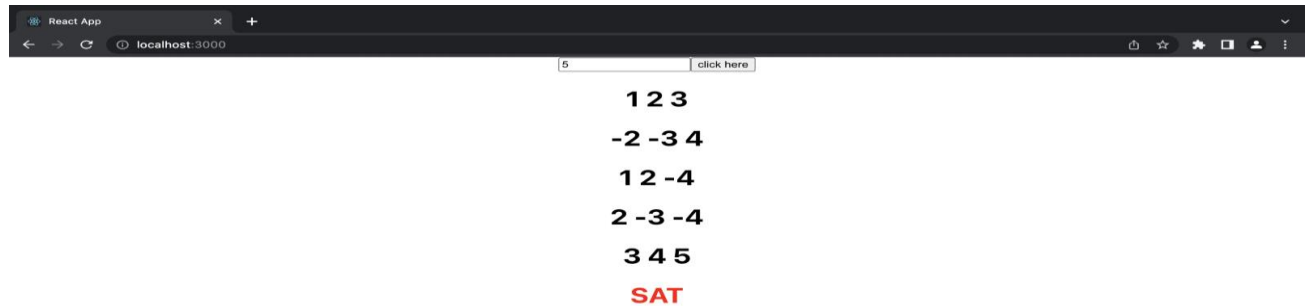 React App
localhost:3000
5 click here
1 2 3
-2 -3 4
1 2 -4
2 -3 -4
3 4 5
SAT